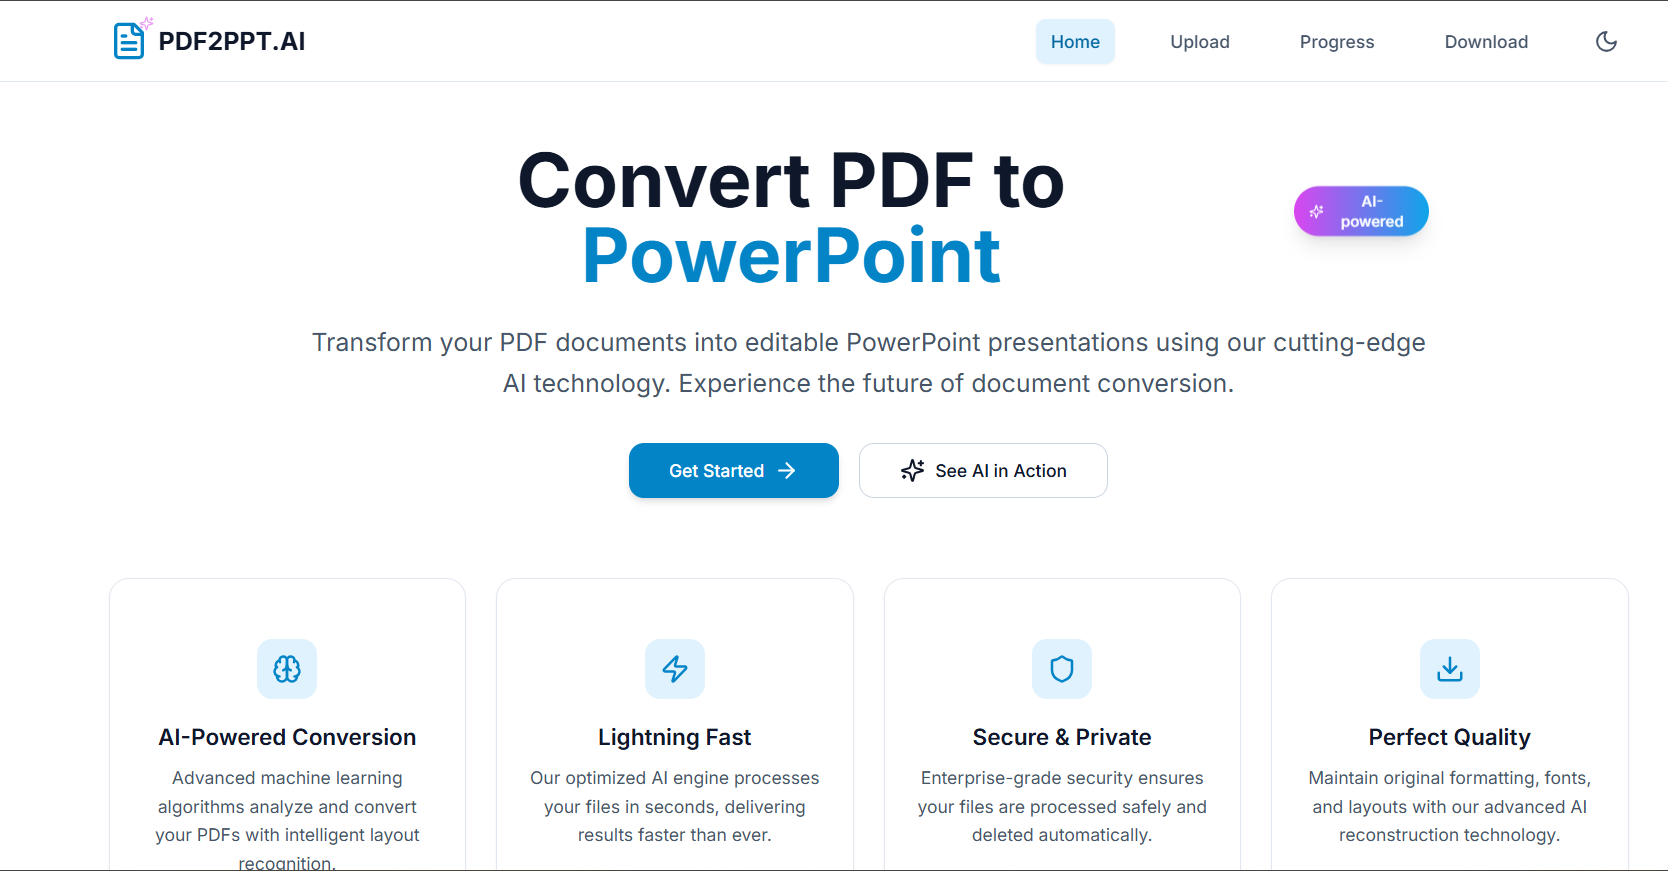 PDF2PPT.AI
Home
Upload
Progress
Download
Convert PDF to
PowerPoint
AI-
powered
Transform your PDF documents into editable PowerPoint presentations using our cutting-edge
AI technology. Experience the future of document conversion.
Get Started
See AI in Action
AI-Powered Conversion
Advanced machine learning
algorithms analyze and convert
your PDFs with intelligent layout
recognition.
Lightning Fast
Our optimized AI engine processes
your files in seconds, delivering
results faster than ever.
Secure & Private
Enterprise-grade security ensures
your files are processed safely and
deleted automatically.
Perfect Quality
Maintain original formatting, fonts,
and layouts with our advanced AI
reconstruction technology.